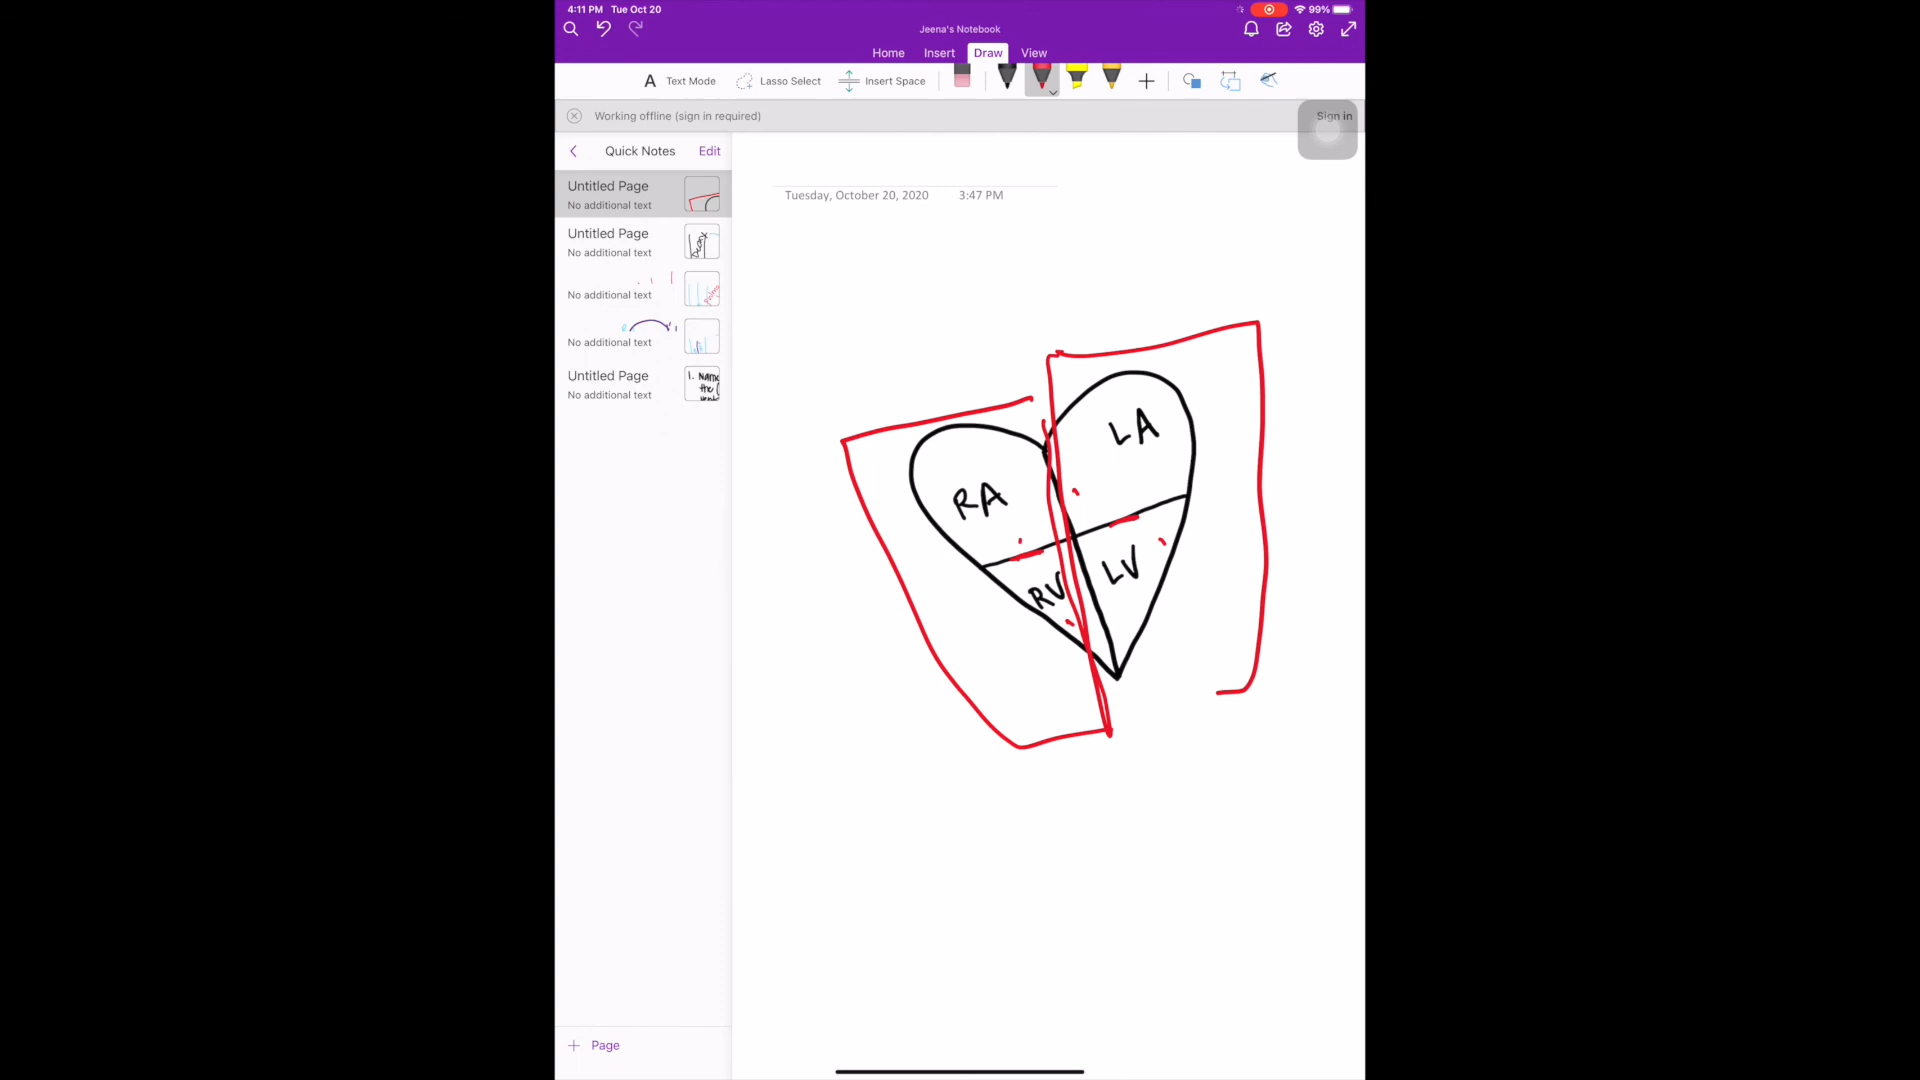 4:11 PM Tue Oct 20
99%
Jeena's Notebook
Home Insert Draw View
A Text Mode Lasso Select Insert Space
Working offline (sign in required)
Sign in
Quick Notes Edit
Untitled Page
No additional text
Untitled Page
No additional text
No additional text
No additional text
Untitled Page
No additional text
1. Name
the
Tuesday, October 20, 2020 3:47 PM
LA
RA
LV
RV
Page